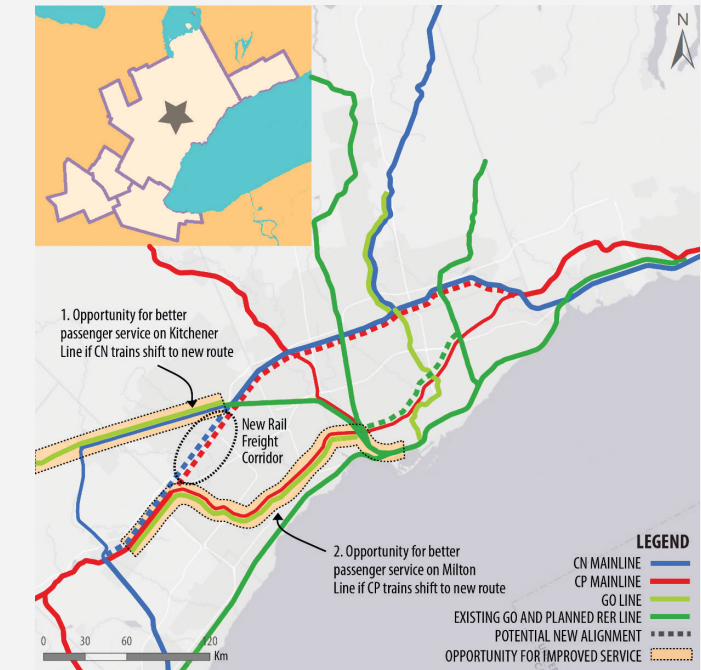 N
1. Opportunity for better
passenger service on Kitchener
Line if CN trains shift to new route
New Rail
Freight
Corridor
2. Opportunity for better
passenger service on Milton
Line if CP trains shift to new route
0 30 60 120
Km
LEGEND
CN MAINLINE
CP MAINLINE
GO LINE
EXISTING GO AND PLANNED RER LINE
POTENTIAL NEW ALIGNMENT
OPPORTUNITY FOR IMPROVED SERVICE